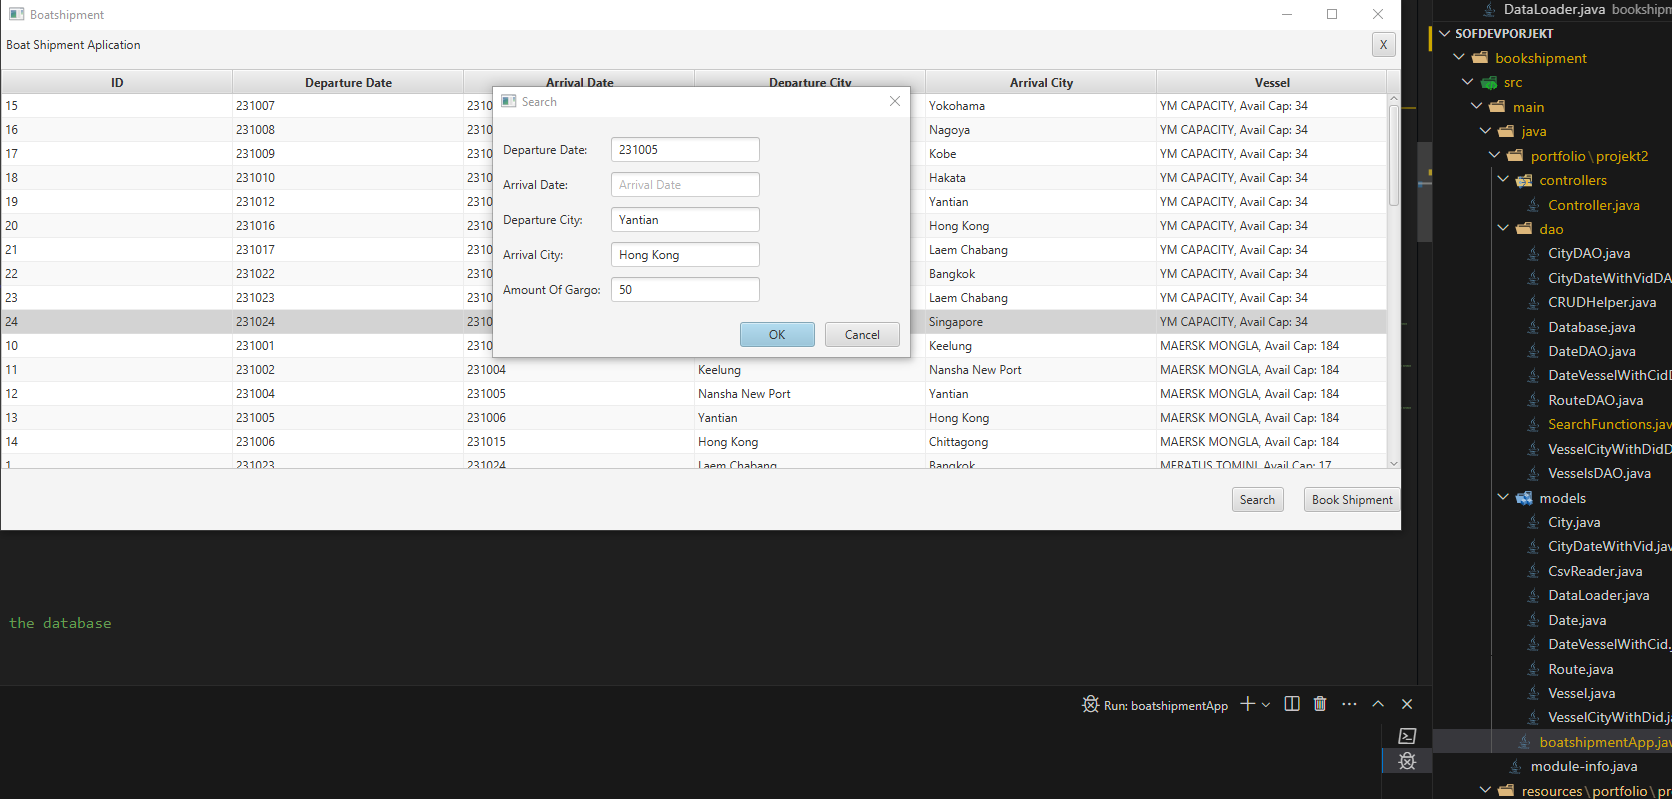 Boatshipment
Boat Shipment Aplication
X
ID Departure Date Arrival Date Departure City Arrival City Vessel
15 231007 2310 Yokohama YM CAPACITY, Avail Cap: 34
16 231008 2310 Nagoya YM CAPACITY, Avail Cap: 34
17 231009 2310 Kobe YM CAPACITY, Avail Cap: 34
18 231010 2310 Hakata YM CAPACITY, Avail Cap: 34
19 231012 2310 Yantian YM CAPACITY, Avail Cap: 34
20 231016 2310 Hong Kong YM CAPACITY, Avail Cap: 34
21 231017 2310 Laem Chabang YM CAPACITY, Avail Cap: 34
22 231022 2310 Bangkok YM CAPACITY, Avail Cap: 34
23 231023 2310 Laem Chabang YM CAPACITY, Avail Cap: 34
24 231024 2310 Singapore YM CAPACITY, Avail Cap: 34
10 231001 Keelung MAERSK MONGLA, Avail Cap: 184
11 231002 231004 Keelung Nansha New Port MAERSK MONGLA, Avail Cap: 184
12 231004 231005 Nansha New Port Yantian MAERSK MONGLA, Avail Cap: 184
13 231005 231006 Yantian Hong Kong MAERSK MONGLA, Avail Cap: 184
14 231006 231015 Hong Kong Chittagong MAERSK MONGLA, Avail Cap: 184
1 231023 231024 Laem Chabang Bangkok MERATUS TOMINI, Avail Cap: 17
Search
Departure Date: 231005
Arrival Date: Arrival Date
Departure City: Yantian
Arrival City: Hong Kong
Amount Of Gargo: 50
OK Cancel
Search Book Shipment
the database
Run: boatshipmentApp
DataLoader.java bookshipm
SOFDEVPORJEKT
bookshipment
src
main
java
portfolio\projekt2
controllers
Controller.java
dao
CityDAO.java
CityDateWithVidDA
CRUDHelper.java
Database.java
DateDAO.java
DateVesselWithCidD
RouteDAO.java
SearchFunctions.jav
VesselCityWithDidD
VesselsDAO.java
models
City.java
CityDateWithVid.jav
CsvReader.java
DataLoader.java
Date.java
DateVesselWithCid.
Route.java
Vessel.java
VesselCityWithDid.ja
boatshipmentApp.jav
module-info.java
resources\portfolio\pr